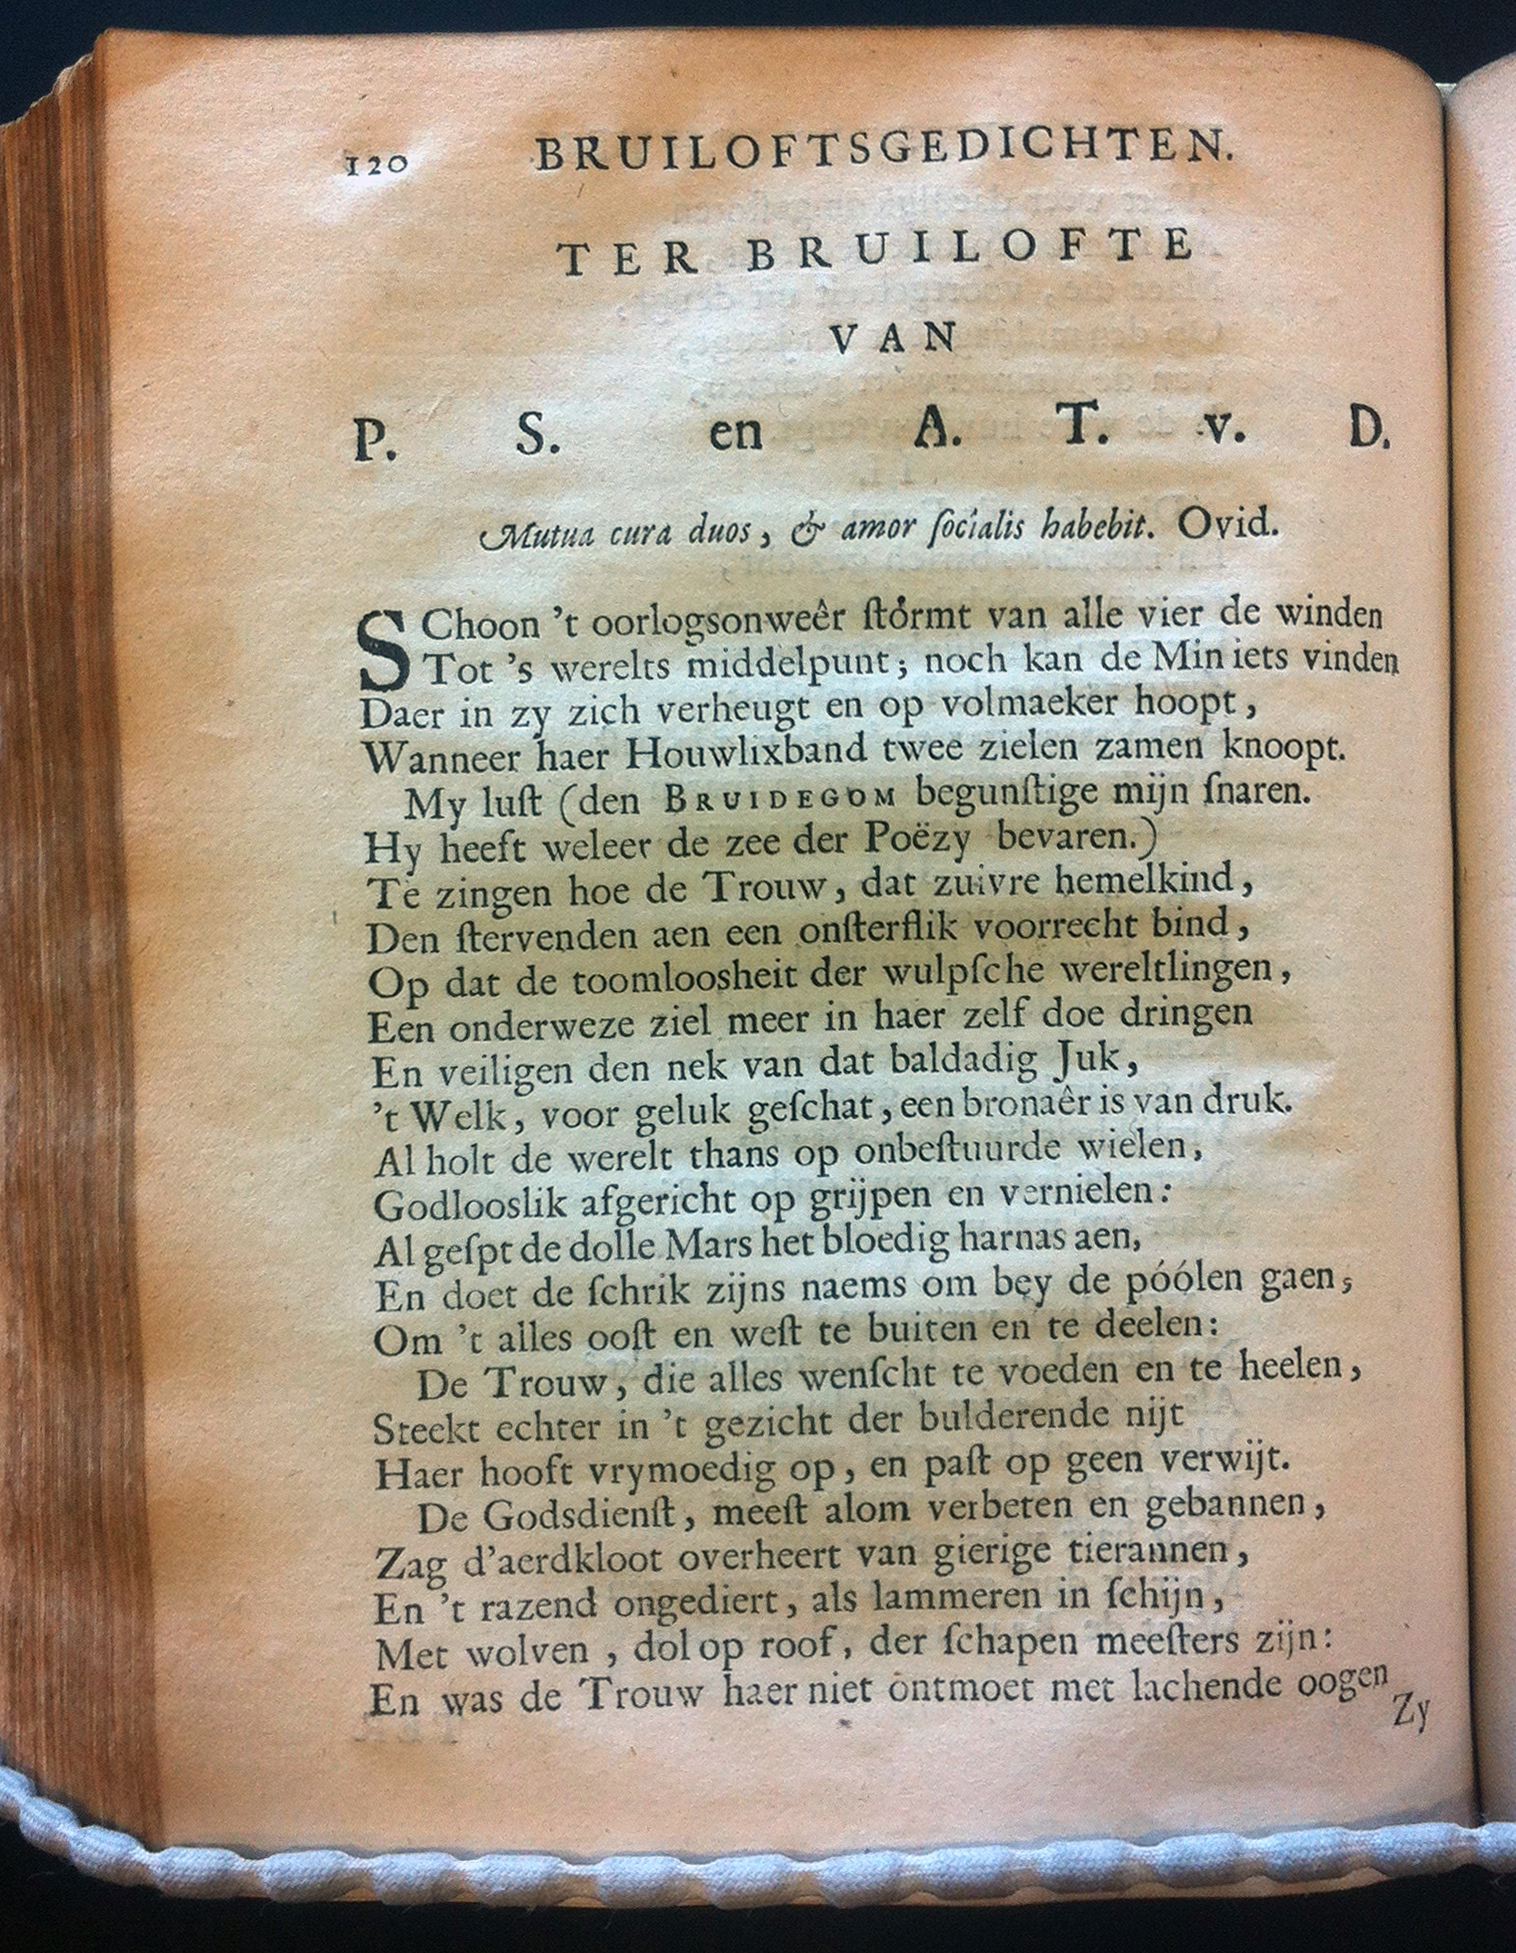 120 BRUILOFTSGEDICHTEN.
TER BRUILOFTE
VAN
P. S. en A. T. v. D.
Mutua cura duos, & amor ſocialis habebit. Ovid.
SChoon 't oorlogsonweêr ſtórmt van alle vier de winden
Tot 's werelts middelpunt; noch kan de Min iets vinden
Daer in zy zich verheugt en op volmaeker hoopt,
Wanneer haer Houwlixband twee zielen zamen knoopt.
My luſt (den BRUIDEGOM begunſtige mijn ſnaren.
Hy heeft weleer de zee der Poëzy bevaren.)
Te zingen hoe de Trouw, dat zuivre hemelkind,
Den ſtervenden aen een onſterflik voorrecht bind,
Op dat de toomloosheit der wulpſche wereltlingen,
Een onderweze ziel meer in haer zelf doe dringen
En veiligen den nek van dat baldadig Juk,
't Welk, voor geluk geſchat, een bronaêr is van druk.
Al holt de werelt thans op onbeſtuurde wielen,
Godlooslik afgericht op grijpen en vernielen:
Al geſpt de dolle Mars het bloedig harnas aen,
En doet de ſchrik zijns naems om bey de póólen gaen,
Om 't alles ooſt en weſt te buiten en te deelen:
De Trouw, die alles wenſcht te voeden en te heelen,
Steekt echter in 't gezicht der bulderende nijt
Haer hooft vrymoedig op, en paſt op geen verwijt.
De Godsdienſt, meeſt alom verbeten en gebannen,
Zag d'aerdkloot overheert van gierige tierannen,
En 't razend ongediert, als lammeren in ſchijn,
Met wolven, dol op roof, der ſchapen meeſters zijn:
En was de Trouw haer niet ontmoet met lachende oogen
Zy